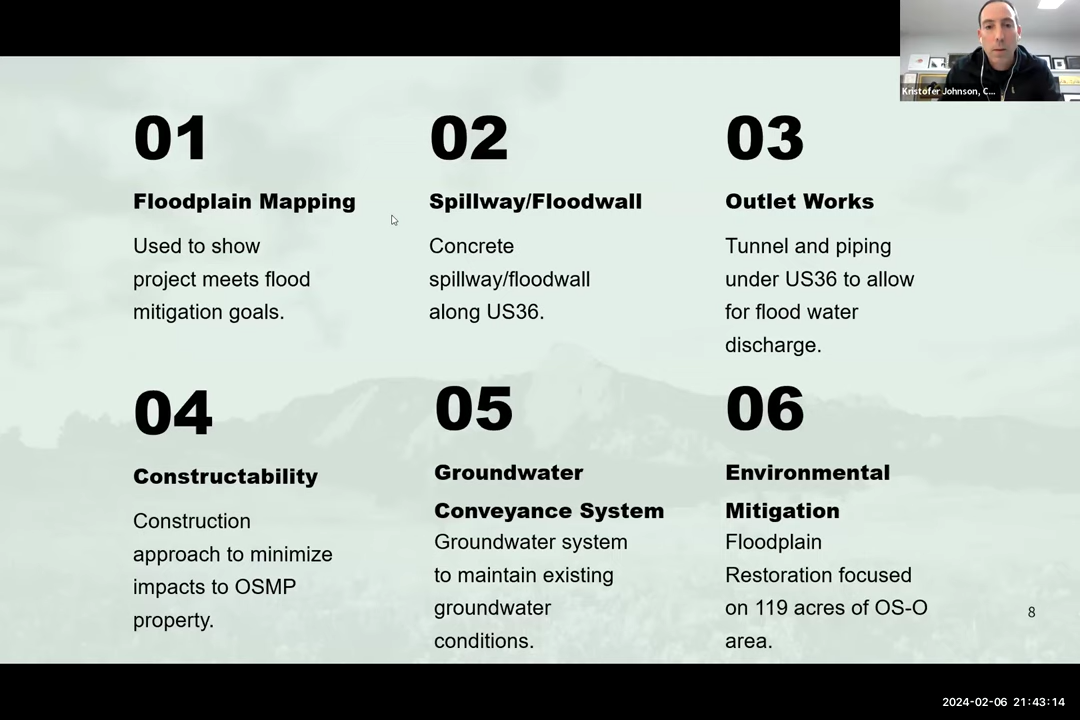 Kristofer Johnson, C...
01
Floodplain Mapping
Used to show
project meets flood
mitigation goals.
02
Spillway/Floodwall
Concrete
spillway/floodwall
along US36.
03
Outlet Works
Tunnel and piping
under US36 to allow
for flood water
discharge.
04
Constructability
Construction
approach to minimize
impacts to OSMP
property.
05
Groundwater
Conveyance System
Groundwater system
to maintain existing
groundwater
conditions.
06
Environmental
Mitigation
Floodplain
Restoration focused
on 119 acres of OS-O
area.
8
2024-02-06 21:43:14